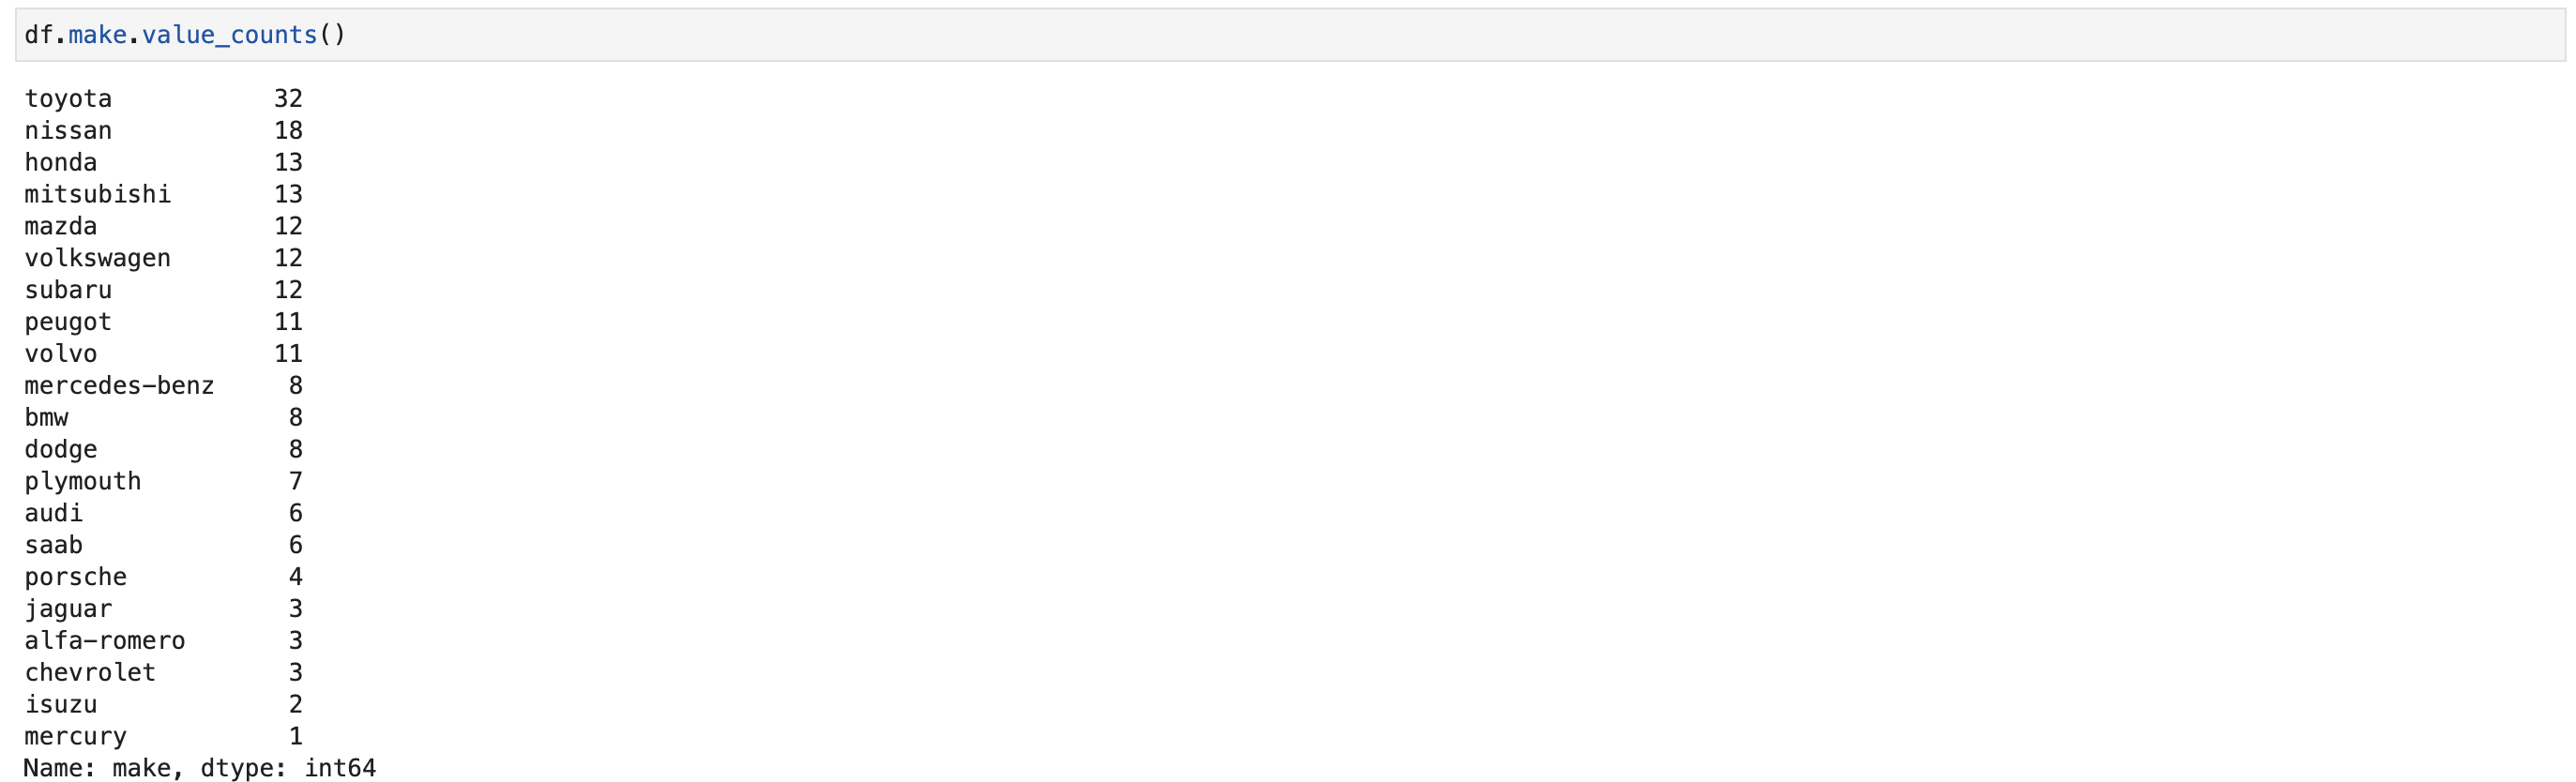 df.make.value_counts()
toyota 32
nissan 18
honda 13
mitsubishi 13
mazda 12
volkswagen 12
subaru 12
peugot 11
volvo 11
mercedes-benz 8
bmw 8
dodge 8
plymouth 7
audi 6
saab 6
porsche 4
jaguar 3
alfa-romero 3
chevrolet 3
isuzu 2
mercury 1
Name: make, dtype: int64